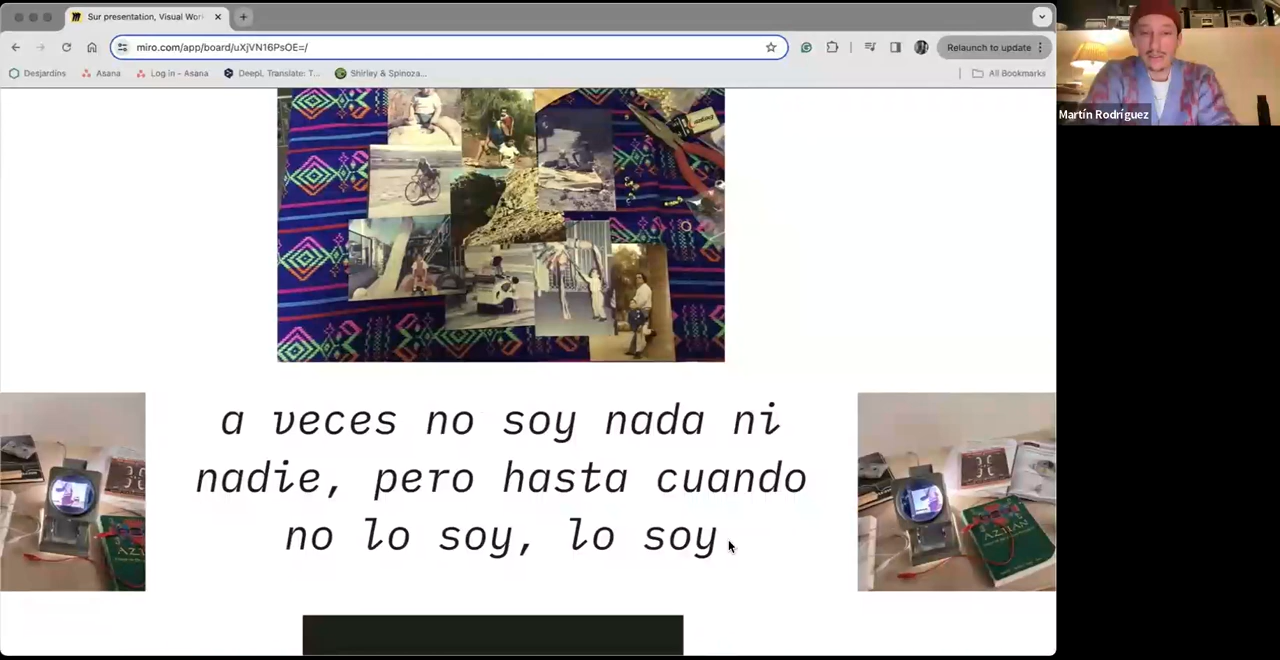 Sur presentation, Visual Wor
miro.com/app/board/uXjVN16PsOE=/
Relaunch to update
Desjardins
Asana
Log in - Asana
DeepL Translate: T...
Shirley & Spinoza...
All Bookmarks
Martín Rodríguez
a veces no soy nada ni
nadie, pero hasta cuando
no lo soy, lo soy
AZTLAN